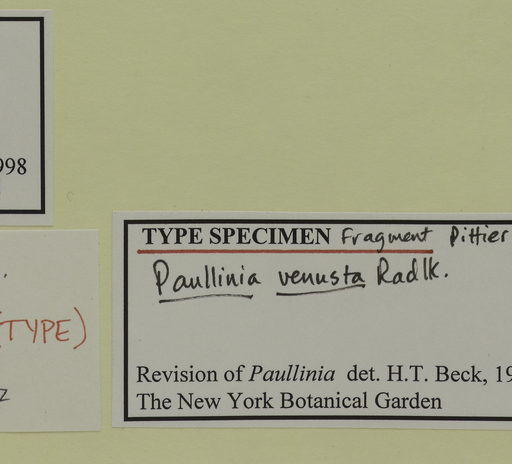 998
TYPE SPECIMEN Fragment Pittier
Paullinia venusta Radlk.
(TYPE)
Revision of Paullinia det. H.T. Beck, 19
The New York Botanical Garden